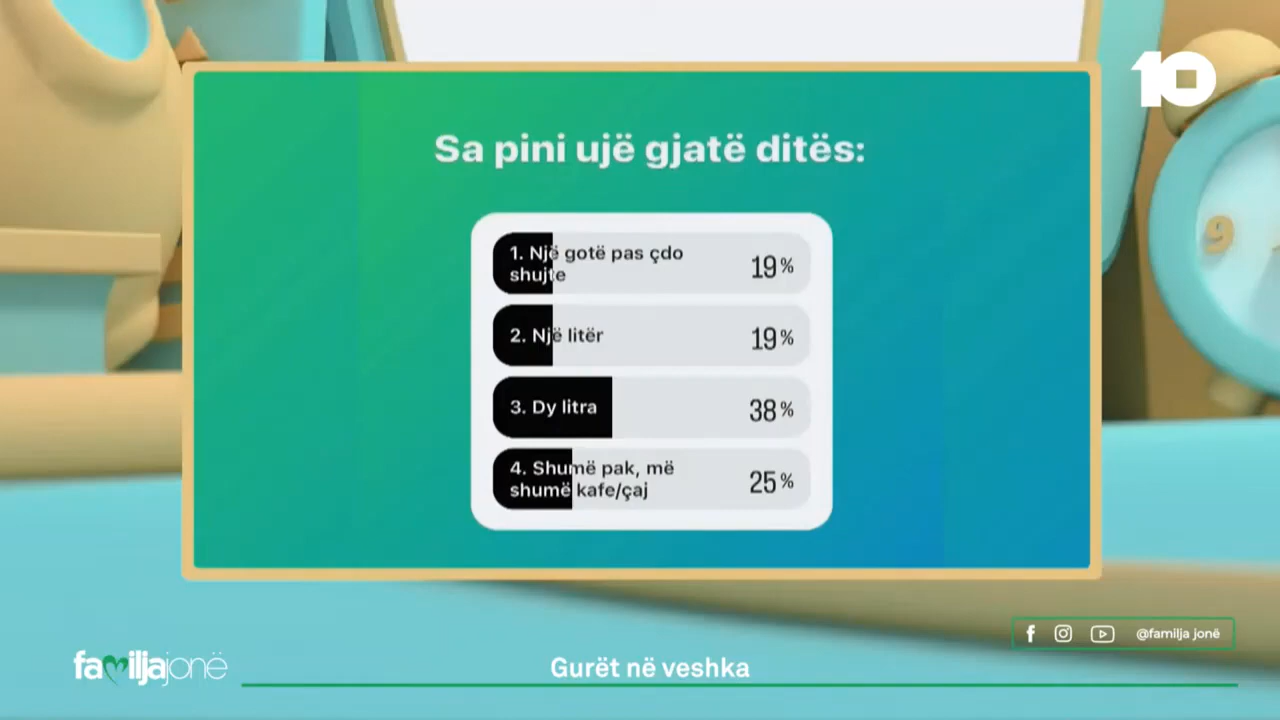 10
Sa pini ujë gjatë ditës:
1. Një gotë pas çdo
shujte
19%
2. Një litër
19%
3. Dy litra
38%
4. Shumë pak, më
shumë kafe/çaj
25%
9
@familja jonë
familjajonë
Gurët në veshka